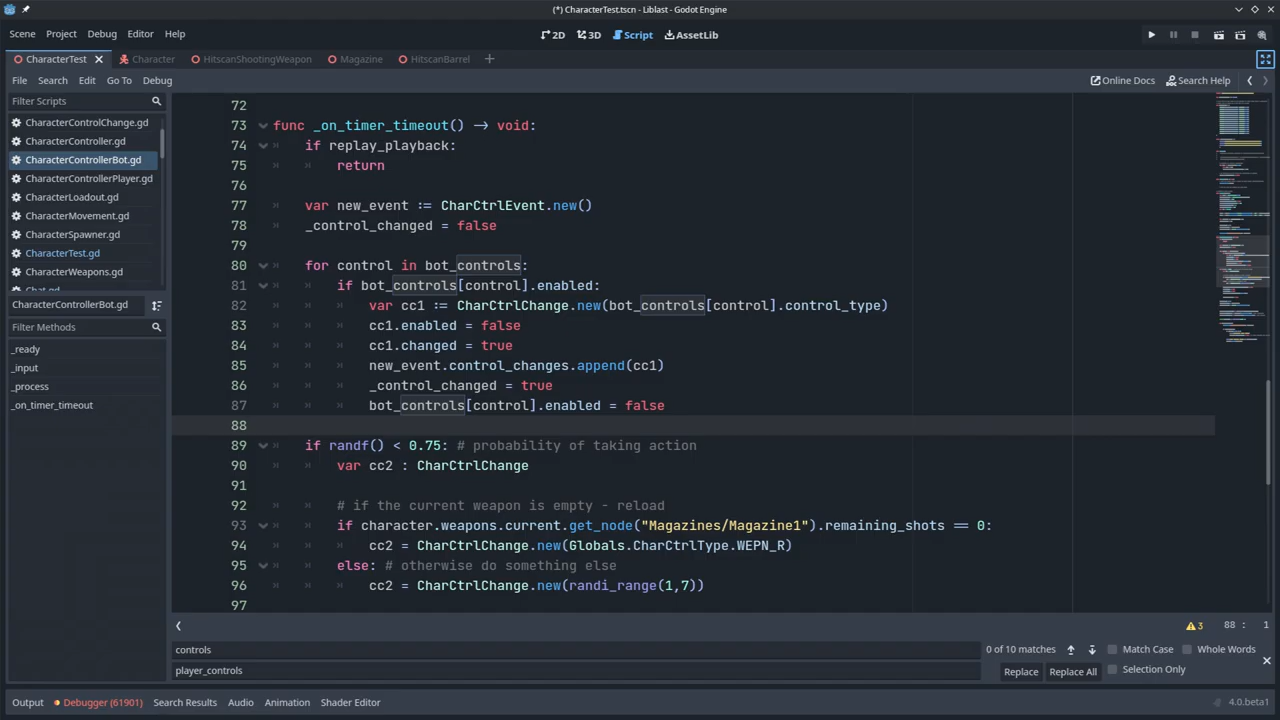 (*) CharacterTest.tscn - Liblast - Godot Engine
Scene Project Debug Editor Help 2D 3D Script AssetLib
CharacterTest Character HitscanShootingWeapon Magazine HitscanBarrel
File Search Edit Go To Debug Online Docs Search Help
Filter Scripts
CharacterControlChange.gd
CharacterController.gd
CharacterControllerBot.gd
CharacterControllerPlayer.gd
CharacterLoadout.gd
CharacterMovement.gd
CharacterSpawner.gd
CharacterTest.gd
CharacterWeapons.gd
Chat.gd
CharacterControllerBot.gd
Filter Methods
_ready
_input
_process
_on_timer_timeout
72
73 func _on_timer_timeout() -> void:
74 if replay_playback:
75 return
76
77 var new_event := CharCtrlEvent.new()
78 _control_changed = false
79
80 for control in bot_controls:
81 if bot_controls[control].enabled:
82 var cc1 := CharCtrlChange.new(bot_controls[control].control_type)
83 cc1.enabled = false
84 cc1.changed = true
85 new_event.control_changes.append(cc1)
86 _control_changed = true
87 bot_controls[control].enabled = false
88
89 if randf() < 0.75: # probability of taking action
90 var cc2 : CharCtrlChange
91
92 # if the current weapon is empty - reload
93 if character.weapons.current.get_node("Magazines/Magazine1").remaining_shots == 0:
94 cc2 = CharCtrlChange.new(Globals.CharCtrlType.WEPN_R)
95 else: # otherwise do something else
96 cc2 = CharCtrlChange.new(randi_range(1,7))
97
3 88 : 1
controls 0 of 10 matches Match Case Whole Words
player_controls Replace Replace All Selection Only
Output Debugger (61901) Search Results Audio Animation Shader Editor 4.0.beta1